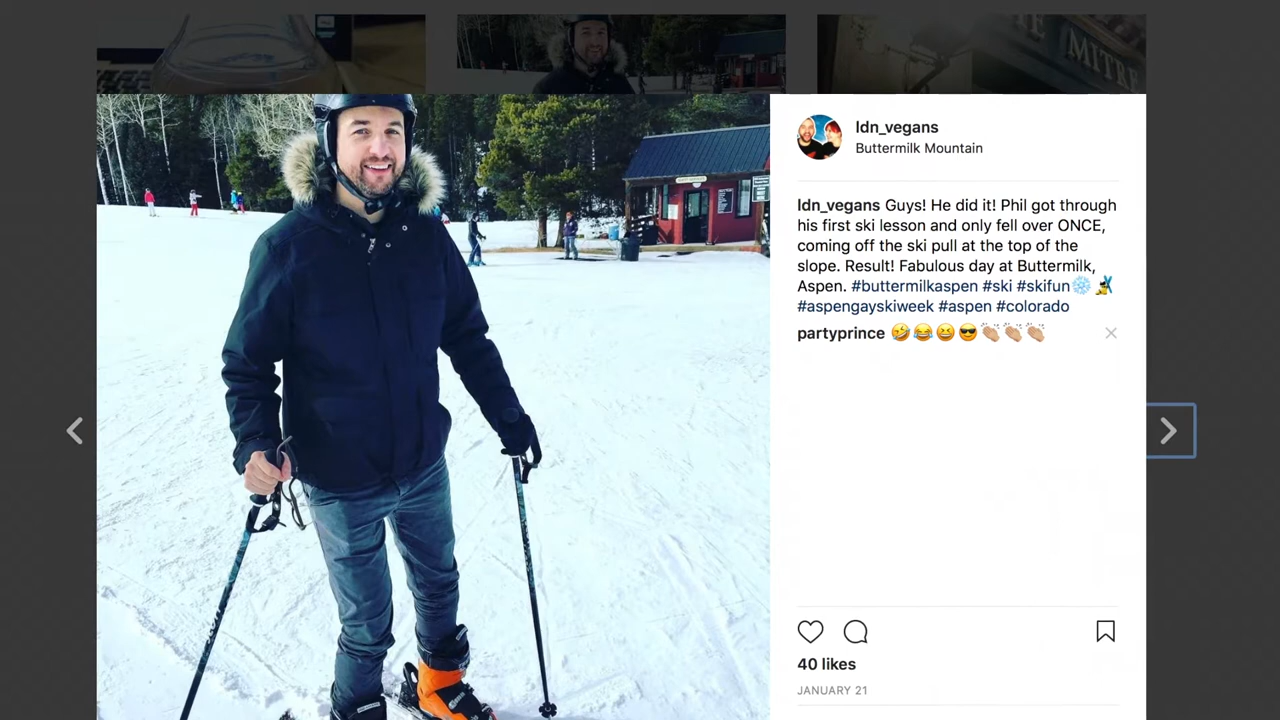 MITRE
ldn_vegans
Buttermilk Mountain
ldn_vegans Guys! He did it! Phil got through
his first ski lesson and only fell over ONCE,
coming off the ski pull at the top of the
slope. Result! Fabulous day at Buttermilk,
Aspen. #buttermilkaspen #ski #skifun❄️
#aspengayskiweek #aspen #colorado
partyprince 🤣😂😆😎👏🏼👏🏼👏🏼
40 likes
JANUARY 21